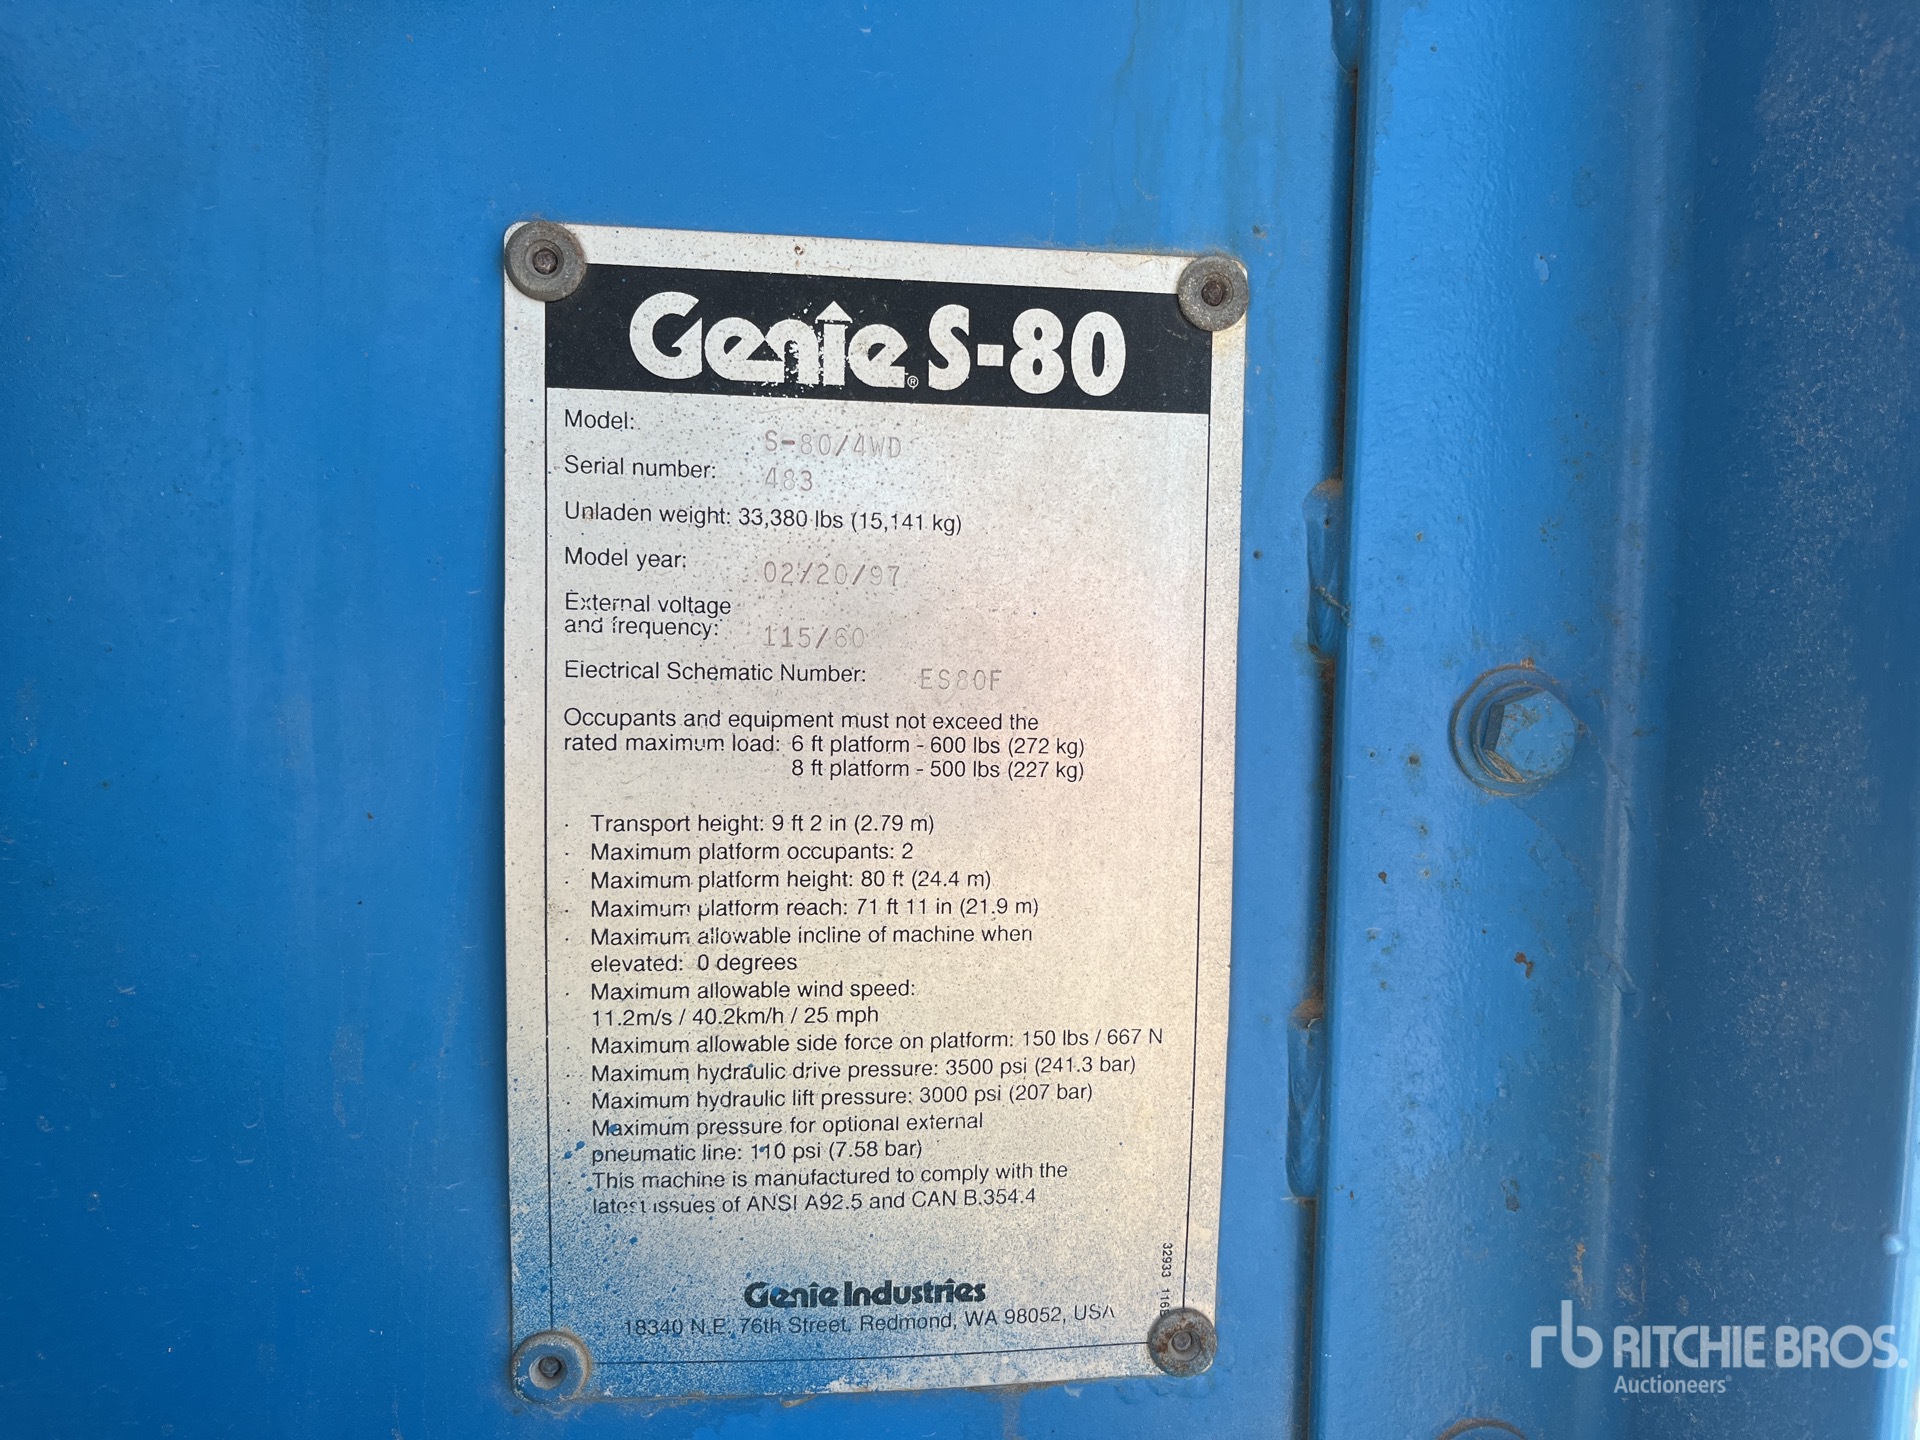 Genie® S-80
Model: S-80/4WD
Serial number: 483
Unladen weight: 33,380 lbs (15,141 kg)
Model year: 02/20/97
External voltage
and frequency: 115/60
Electrical Schematic Number: ES80F
Occupants and equipment must not exceed the
rated maximum load: 6 ft platform - 600 lbs (272 kg)
8 ft platform - 500 lbs (227 kg)
· Transport height: 9 ft 2 in (2.79 m)
· Maximum platform occupants: 2
· Maximum platform height: 80 ft (24.4 m)
· Maximum platform reach: 71 ft 11 in (21.9 m)
· Maximum allowable incline of machine when
elevated: 0 degrees
· Maximum allowable wind speed:
11.2m/s / 40.2km/h / 25 mph
· Maximum allowable side force on platform: 150 lbs / 667 N
· Maximum hydraulic drive pressure: 3500 psi (241.3 bar)
· Maximum hydraulic lift pressure: 3000 psi (207 bar)
· Maximum pressure for optional external
pneumatic line: 110 psi (7.58 bar)
· This machine is manufactured to comply with the
latest issues of ANSI A92.5 and CAN B.354.4
32933
Genie Industries
18340 N.E. 76th Street, Redmond, WA 98052, USA
rb RITCHIE BROS.
Auctioneers